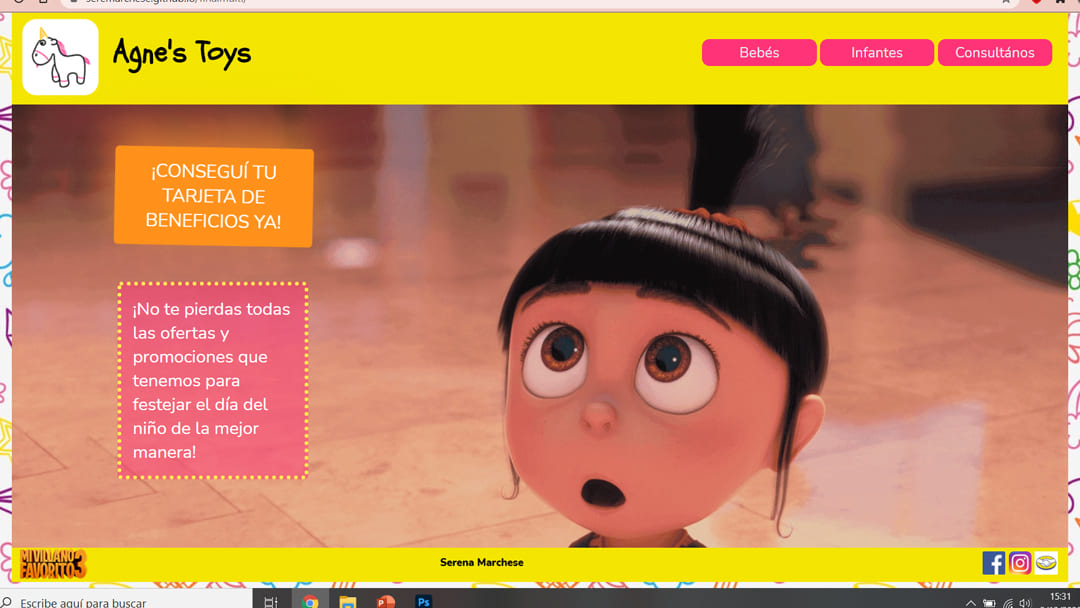 Agne's Toys
Bebés
Infantes
Consultános
¡CONSEGUÍ TU
TARJETA DE
BENEFICIOS YA!
¡No te pierdas todas
las ofertas y
promociones que
tenemos para
festejar el día del
niño de la mejor
manera!
MI VILLANO
FAVORITO 3
Serena Marchese
Escribe aquí para buscar
P
Ps
15:31